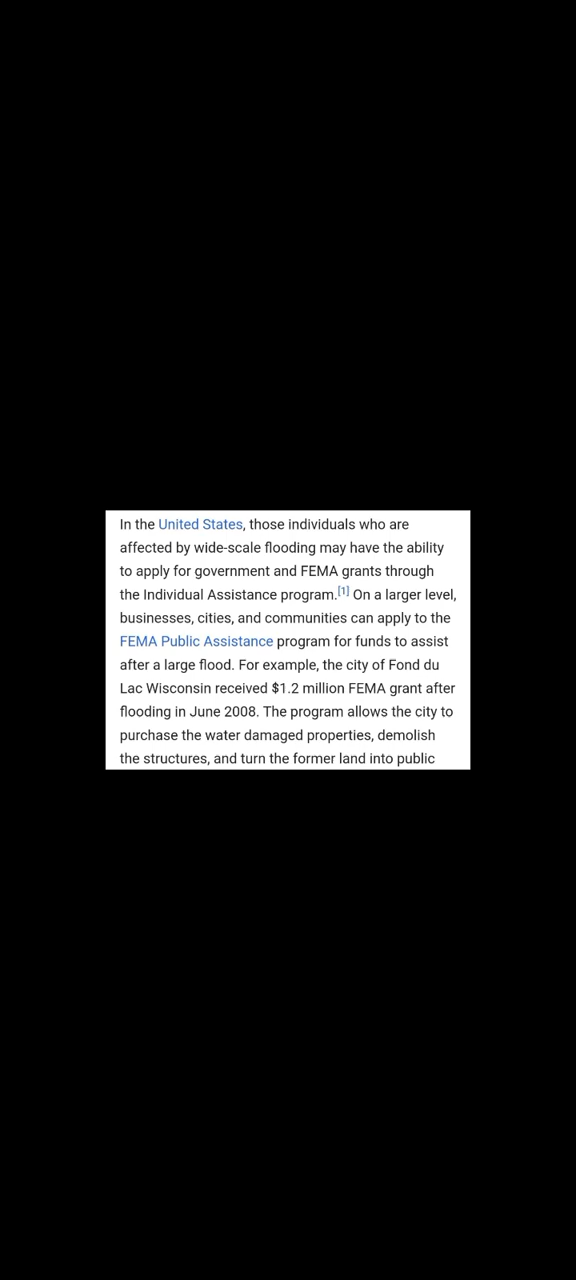 In the United States, those individuals who are
affected by wide-scale flooding may have the ability
to apply for government and FEMA grants through
the Individual Assistance program.[1] On a larger level,
businesses, cities, and communities can apply to the
FEMA Public Assistance program for funds to assist
after a large flood. For example, the city of Fond du
Lac Wisconsin received $1.2 million FEMA grant after
flooding in June 2008. The program allows the city to
purchase the water damaged properties, demolish
the structures, and turn the former land into public